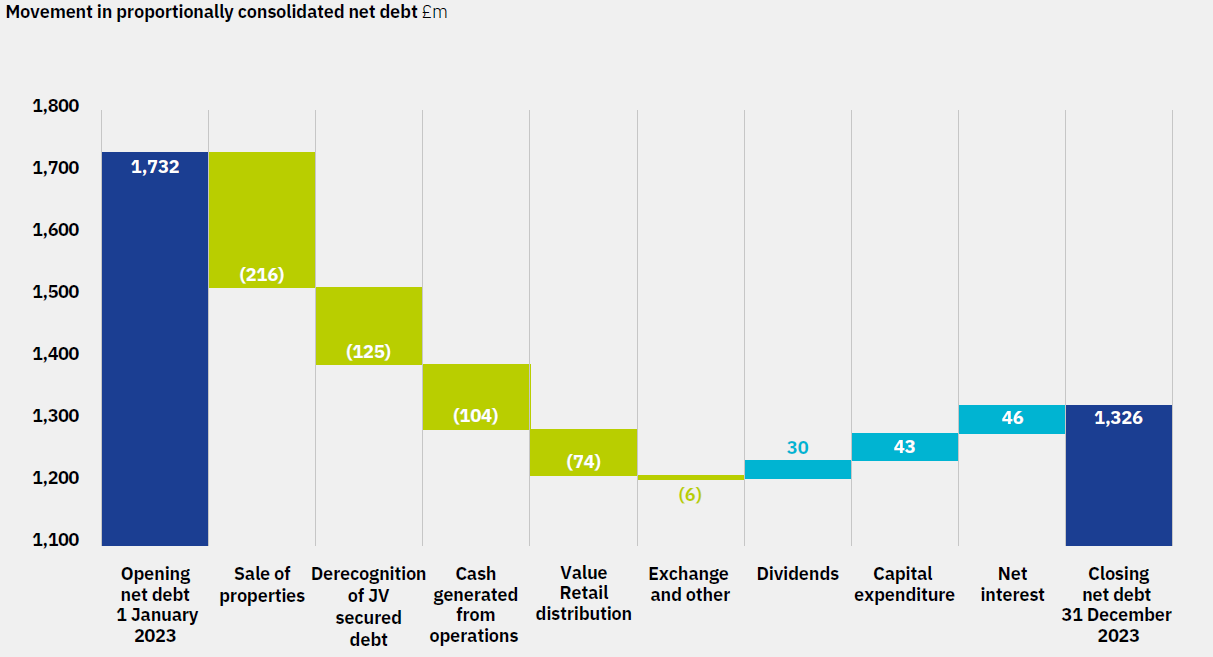 Movement in proportionally consolidated net debt £m
1,800
1,700
1,600
1,500
1,400
1,300
1,200
1,100
1,732
(216)
(125)
(104)
(74)
(6)
30
43
46
1,326
Opening
net debt
1 January
2023
Sale of
properties
Derecognition
of JV
secured
debt
Cash
generated
from
operations
Value
Retail
distribution
Exchange
and other
Dividends
Capital
expenditure
Net
interest
Closing
net debt
31 December
2023